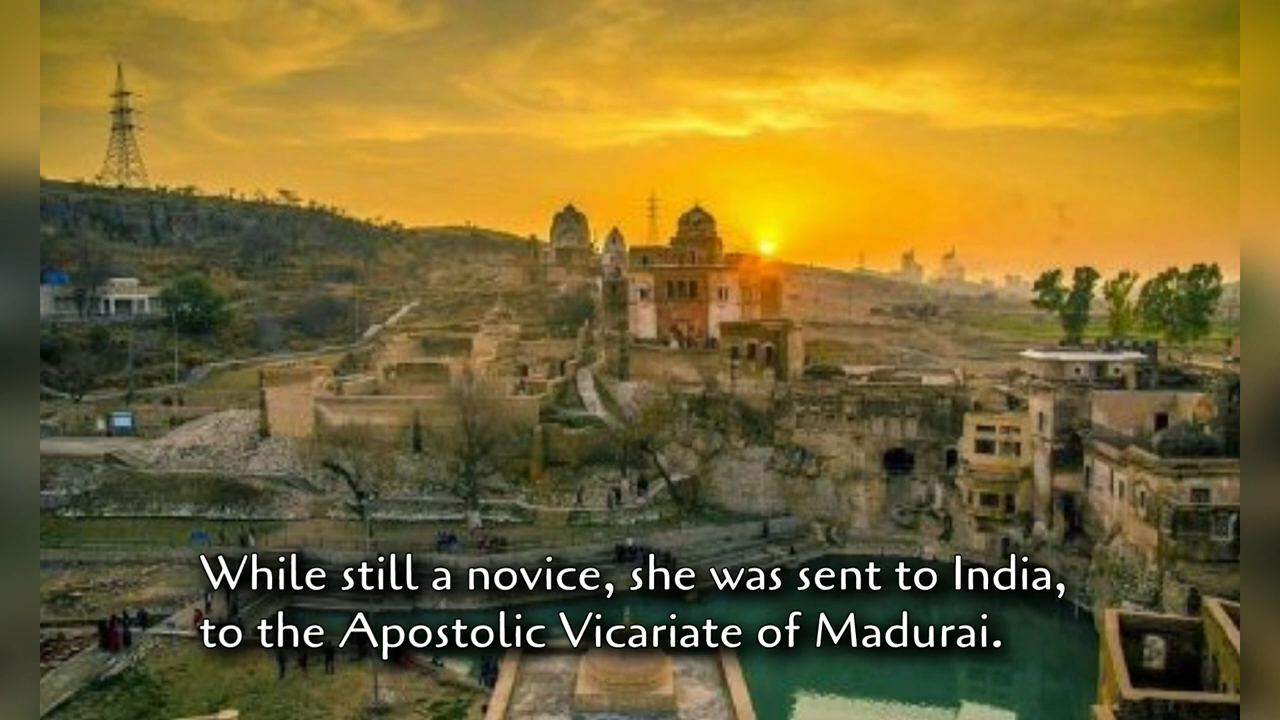 While still a novice, she was sent to India,
to the Apostolic Vicariate of Madurai.